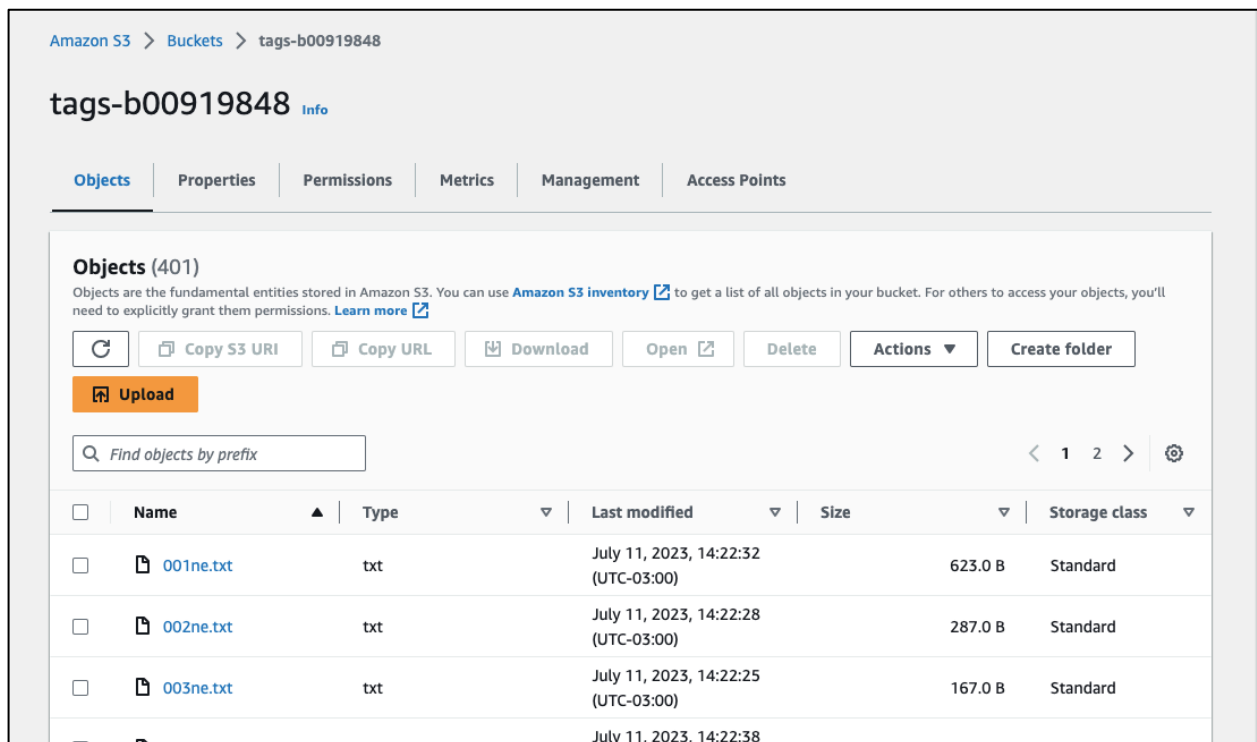 Amazon S3 > Buckets > tags-b00919848
tags-b00919848 Info
Objects Properties Permissions Metrics Management Access Points
Objects (401)
Objects are the fundamental entities stored in Amazon S3. You can use Amazon S3 inventory to get a list of all objects in your bucket. For others to access your objects, you'll
need to explicitly grant them permissions. Learn more
Copy S3 URI Copy URL Download Open Delete Actions Create folder
Upload
Find objects by prefix
1 2
Name Type Last modified Size Storage class
001ne.txt txt July 11, 2023, 14:22:32 (UTC-03:00) 623.0 B Standard
002ne.txt txt July 11, 2023, 14:22:28 (UTC-03:00) 287.0 B Standard
003ne.txt txt July 11, 2023, 14:22:25 (UTC-03:00) 167.0 B Standard
July 11, 2023, 14:22:38